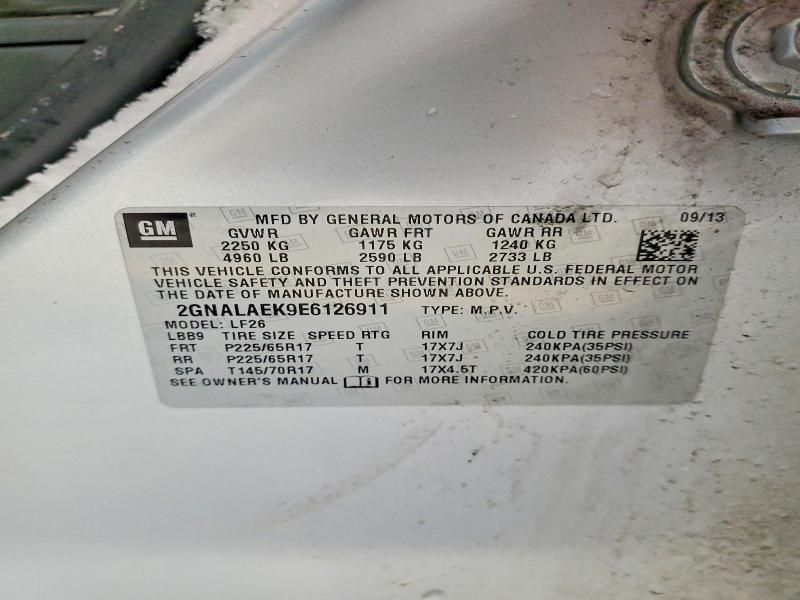 GM ® MFD BY GENERAL MOTORS OF CANADA LTD. 09/13
GVWR GAWR FRT GAWR RR
2250 KG 1175 KG 1240 KG
4960 LB 2590 LB 2733 LB
THIS VEHICLE CONFORMS TO ALL APPLICABLE U.S. FEDERAL MOTOR
VEHICLE SAFETY AND THEFT PREVENTION STANDARDS IN EFFECT ON
THE DATE OF MANUFACTURE SHOWN ABOVE.
2GNALAEK9E6126911 TYPE: M.P.V.
MODEL: LF26
LBB9 TIRE SIZE SPEED RTG RIM COLD TIRE PRESSURE
FRT P225/65R17 T 17X7J 240KPA(35PSI)
RR P225/65R17 T 17X7J 240KPA(35PSI)
SPA T145/70R17 M 17X4.5T 420KPA(60PSI)
SEE OWNER'S MANUAL FOR MORE INFORMATION.